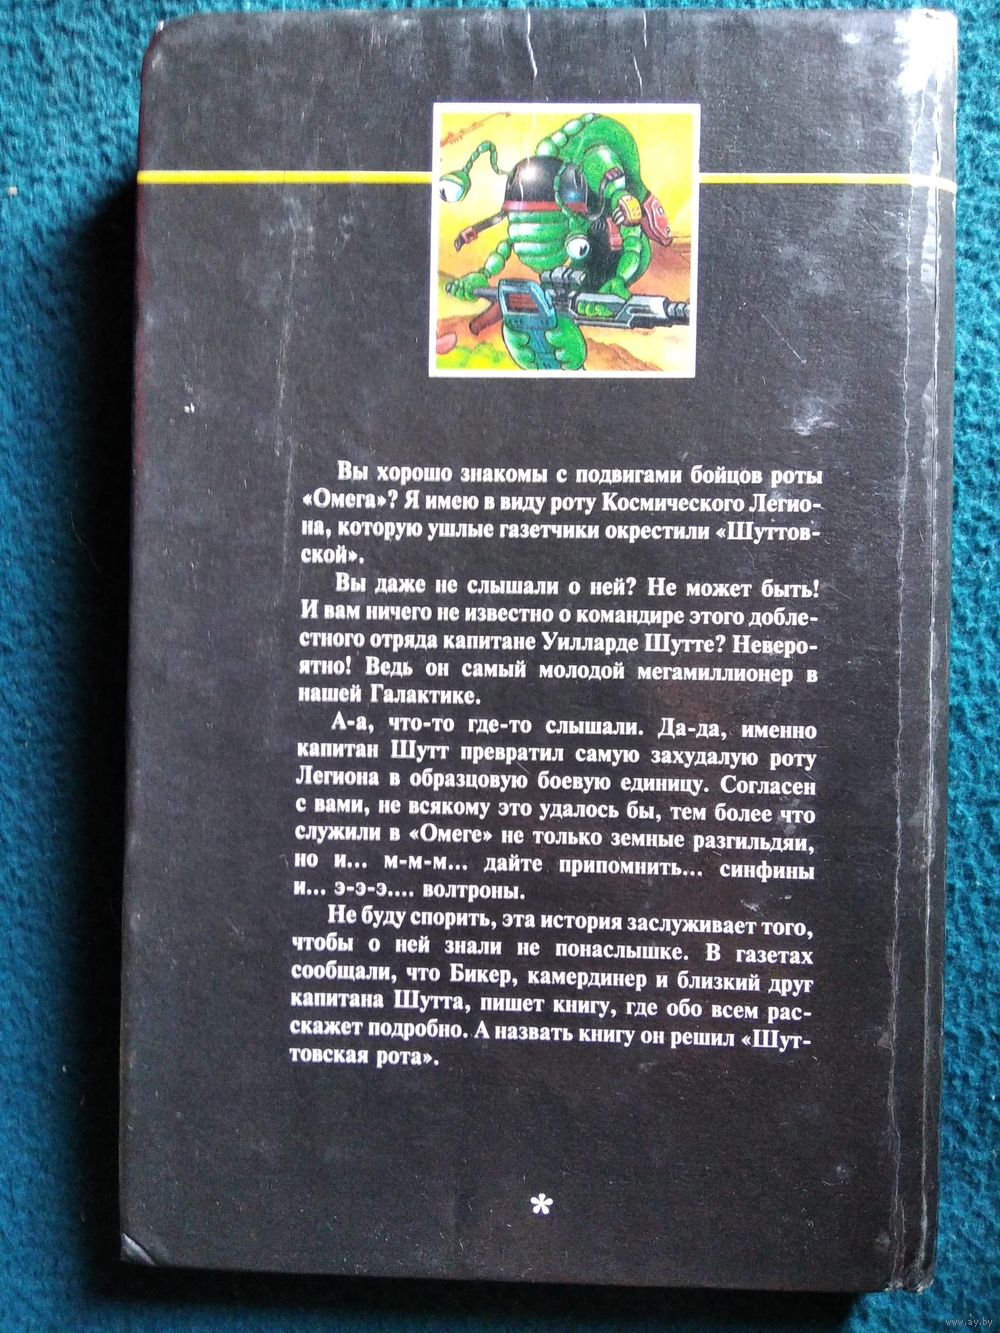 Вы хорошо знакомы с подвигами бойцов роты
«Омега»? Я имею в виду роту Космического Легио-
на, которую ушлые газетчики окрестили «Шуттов-
ской».
Вы даже не слышали о ней? Не может быть!
И вам ничего не известно о командире этого добле-
стного отряда капитане Уилларде Шутте? Неверо-
ятно! Ведь он самый молодой мегамиллионер в
нашей Галактике.
А-а, что-то где-то слышали. Да-да, именно
капитан Шутт превратил самую захудалую роту
Легиона в образцовую боевую единицу. Согласен
с вами, не всякому это удалось бы, тем более что
служили в «Омеге» не только земные разгильдяи,
но и... м-м-м... дайте припомнить... синфины
и... э-э-э.... волтроны.
Не буду спорить, эта история заслуживает того,
чтобы о ней знали не понаслышке. В газетах
сообщали, что Бикер, камердинер и близкий друг
капитана Шутта, пишет книгу, где обо всем рас-
скажет подробно. А назвать книгу он решил «Шут-
товская рота».
*
www.ay.by